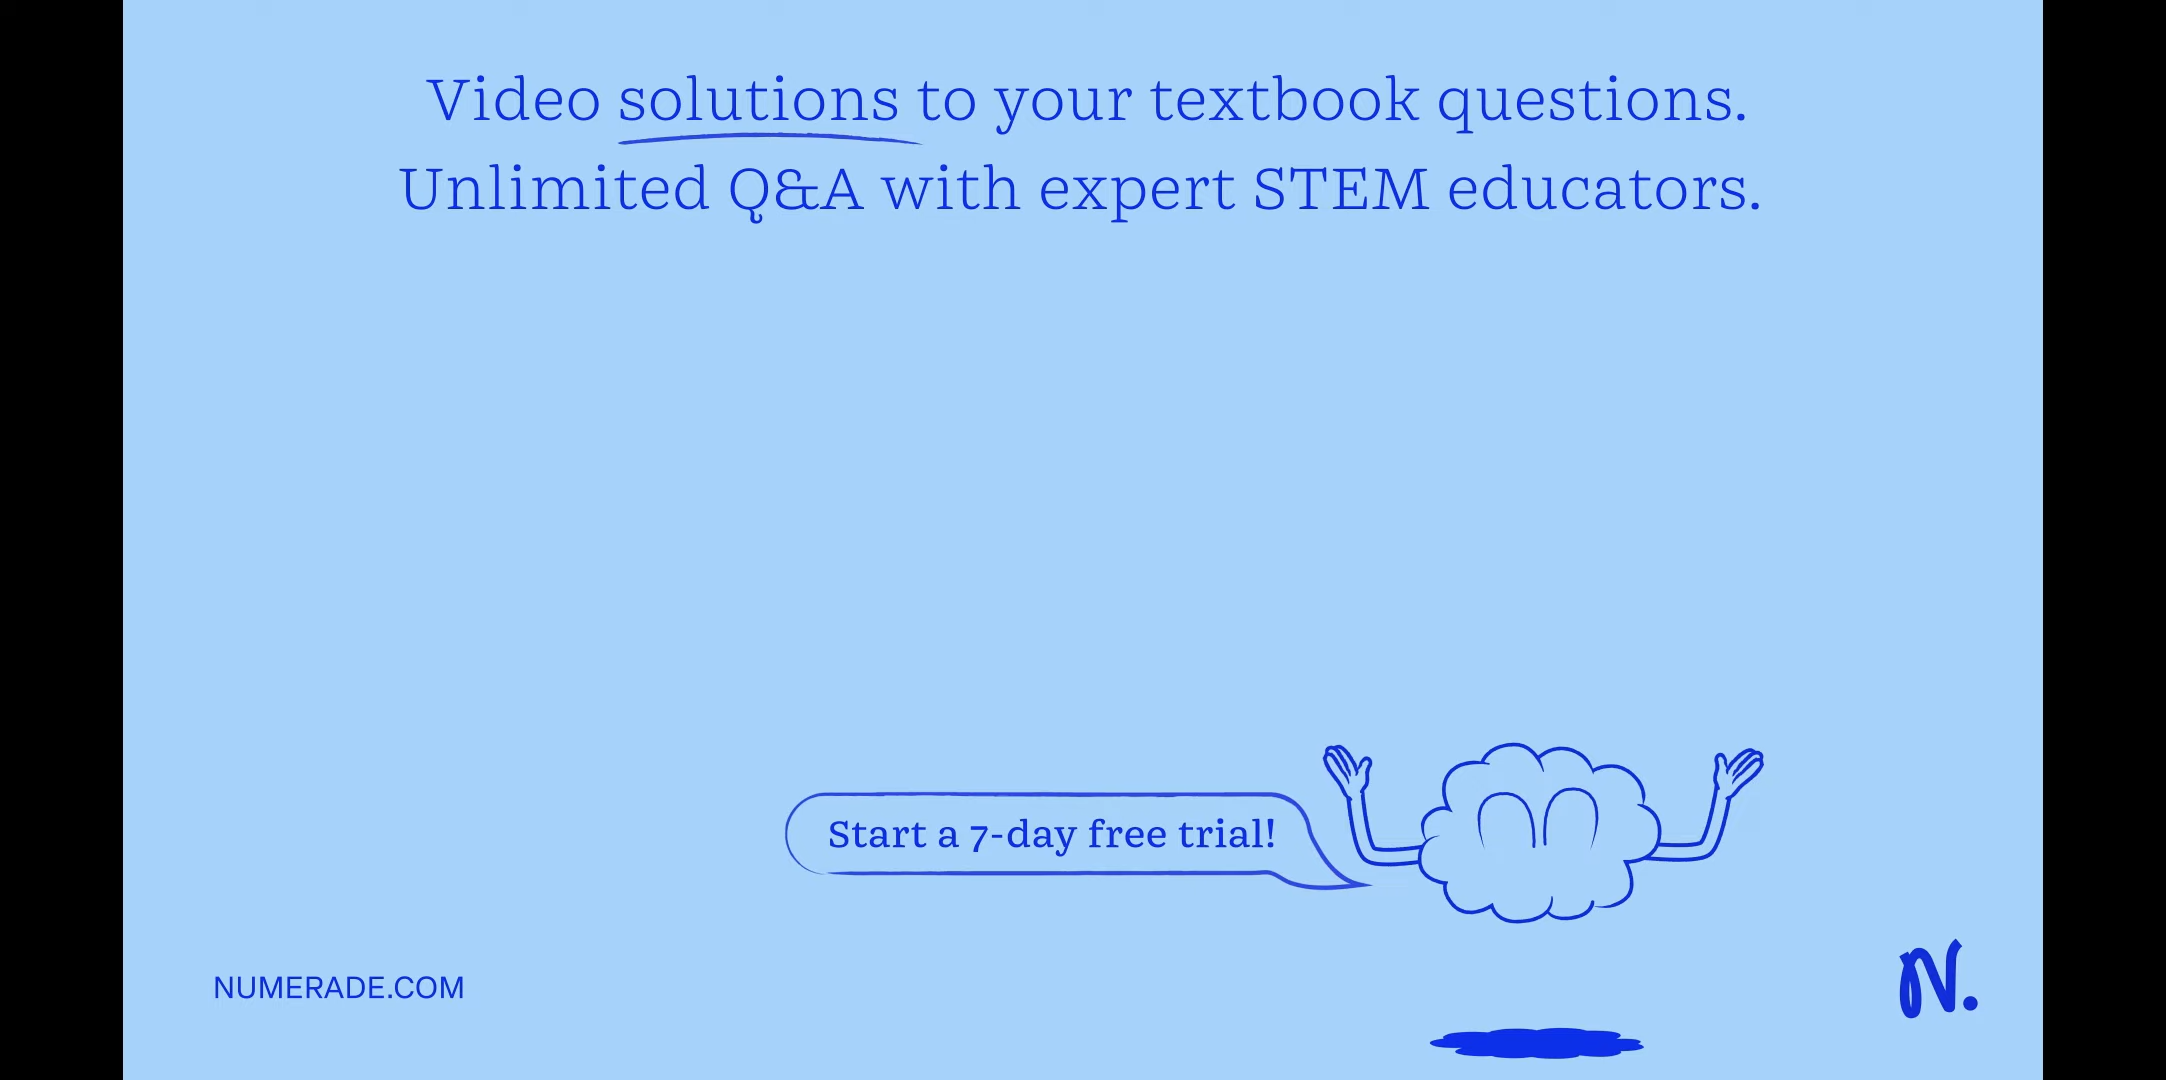 Video solutions to your textbook questions.
Unlimited Q&A with expert STEM educators.
Start a 7-day free trial!
NUMERADE.COM
N.